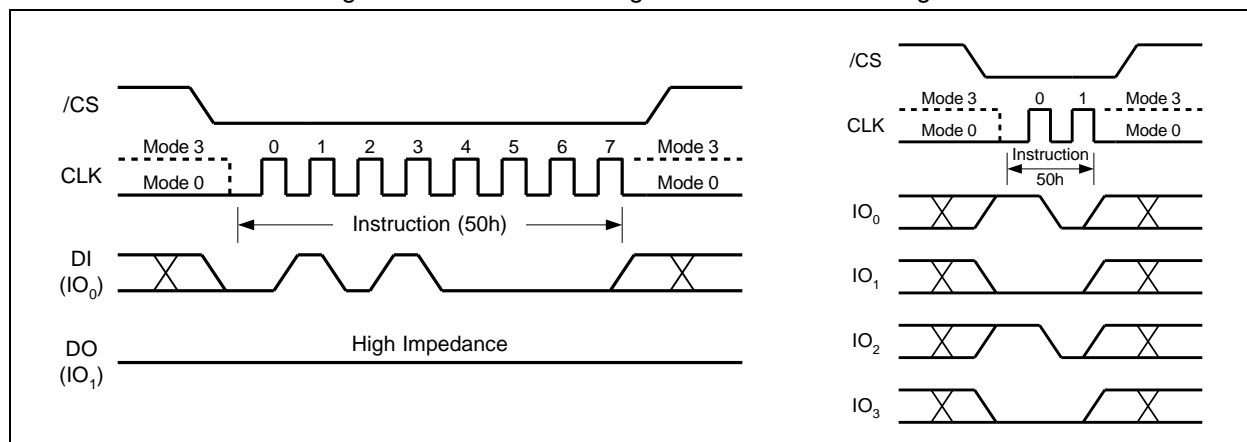 /CS
Mode 3
0 1 2 3 4 5 6 7
Mode 3
CLK
Mode 0
Mode 0
Instruction (50h)
DI
(IO0)
High Impedance
DO
(IO1)
/CS
Mode 3
0 1
Mode 3
CLK
Mode 0
Mode 0
Instruction
50h
IO0
IO1
IO2
IO3